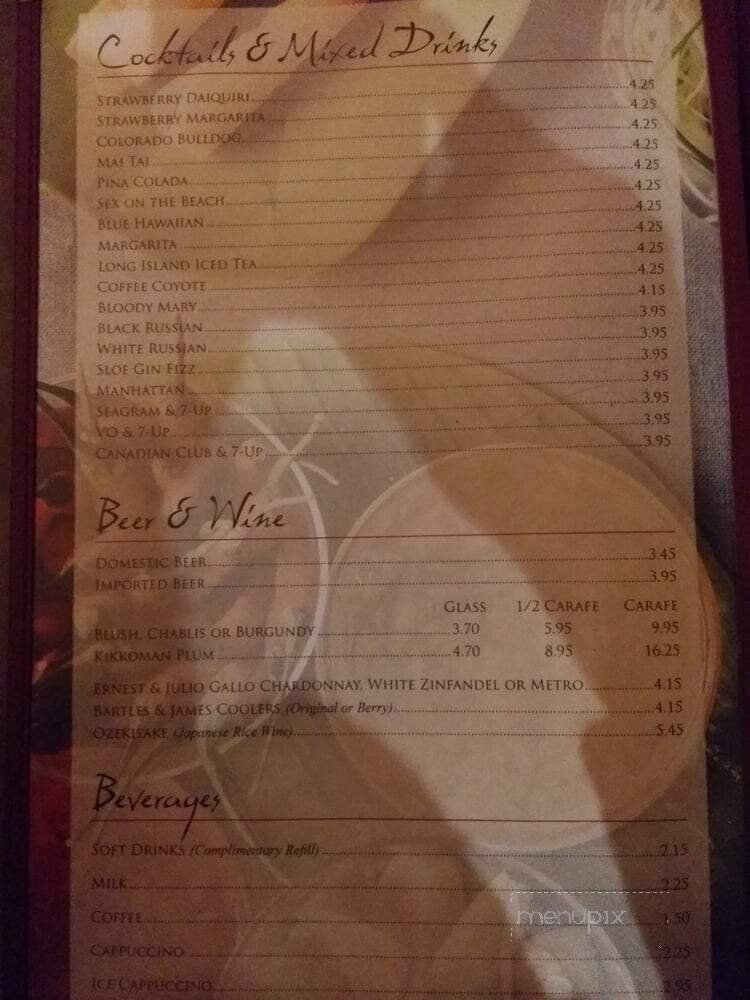 Cocktails & Mixed Drinks
Strawberry Daiquiri 4.25
Strawberry Margarita 4.25
Colorado Bulldog 4.25
Mai Tai 4.25
Pina Colada 4.25
Sex on the Beach 4.25
Blue Hawaiian 4.25
Margarita 4.25
Long Island Iced Tea 4.25
Coffee Coyote 4.25
Bloody Mary 4.15
Black Russian 3.95
White Russian 3.95
Sloe Gin Fizz 3.95
Manhattan 3.95
Seagram & 7-Up 3.95
VO & 7-Up 3.95
Canadian Club & 7-Up 3.95
Beer & Wine
Domestic Beer 3.45
Imported Beer 3.95
Glass 1/2 Carafe Carafe
Blush, Chablis or Burgundy 3.70 5.95 9.95
Kikkoman Plum 4.70 8.95 16.25
Ernest & Julio Gallo Chardonnay, White Zinfandel or Metro 4.15
Bartles & James Coolers (Original or Berry) 4.15
Ozekisake (Japanese Rice Wine) 5.45
Beverages
Soft Drinks (Complimentary Refill) 2.15
Milk 2.25
Coffee 1.50
Cappuccino 2.25
Ice Cappuccino 2.95
menupix